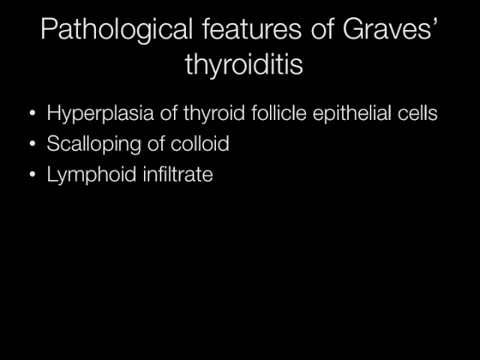 Pathological features of Graves’
thyroiditis
• Hyperplasia of thyroid follicle epithelial cells
• Scalloping of colloid
• Lymphoid infiltrate